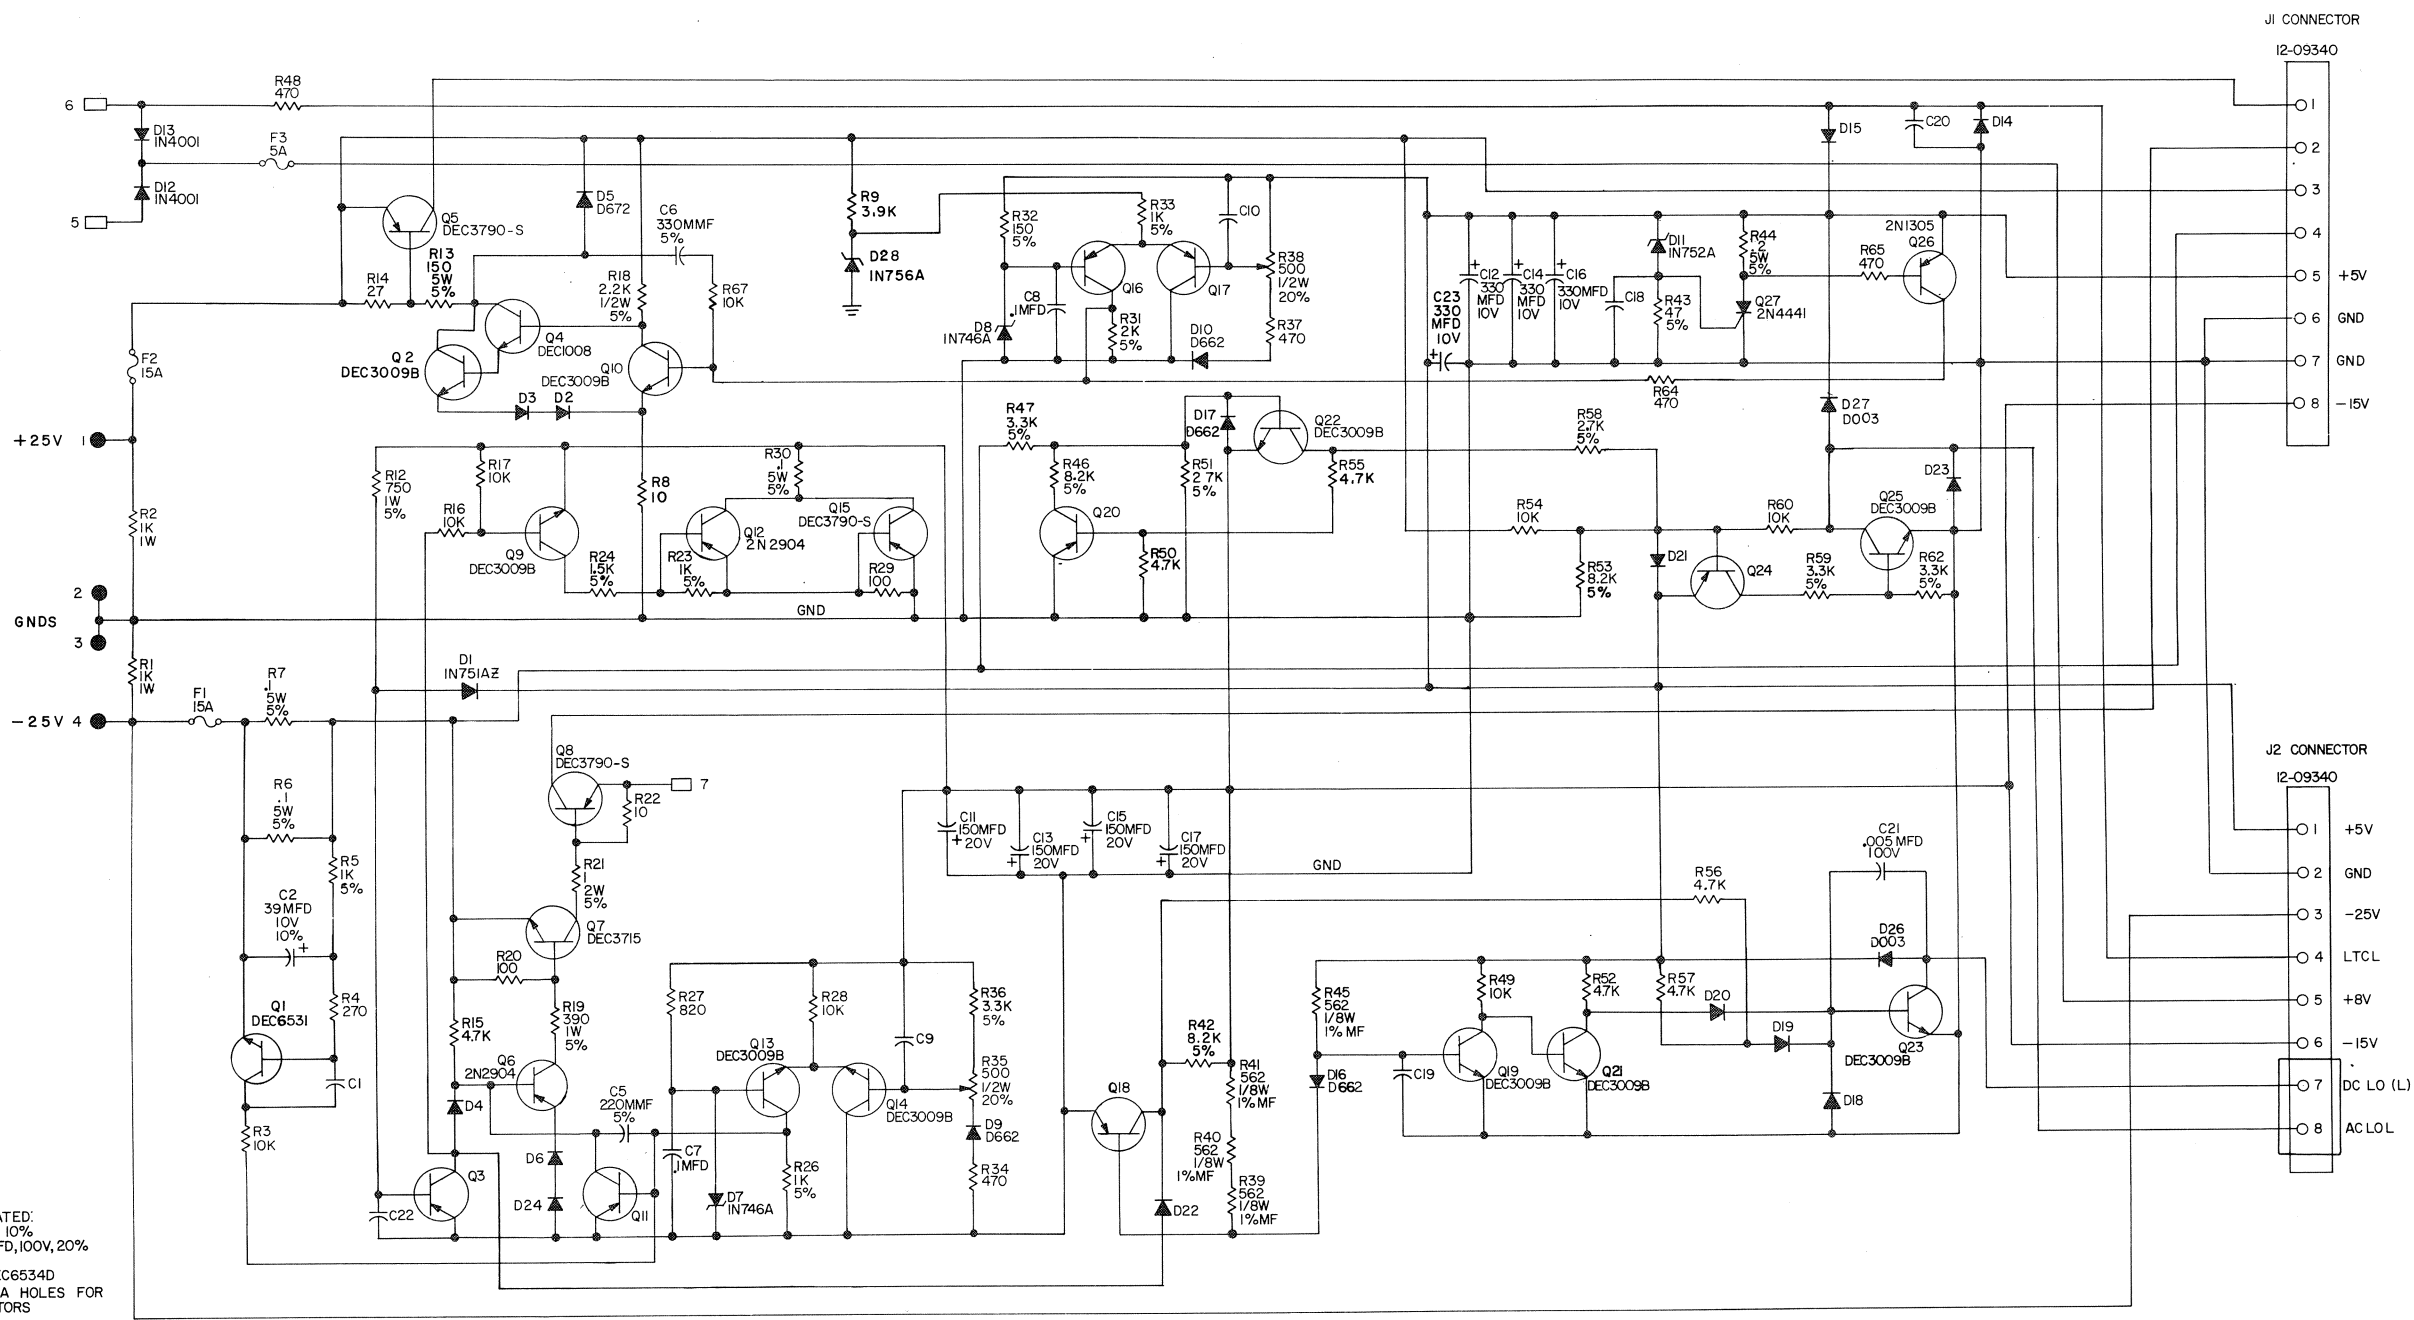 J1 CONNECTOR
12-09340
1
2
3
4
5 +5V
6 GND
7 GND
8 -15V
6
R48
470
D13
IN4001
F3
5A
D12
IN4001
5
Q5
DEC3790-S
R13
150
5W
5%
R14
27
D5
D672
C6
330MMF
5%
R18
2.2K
1/2W
5%
R67
10K
Q4
DEC1008
Q2
DEC3009B
Q10
DEC3009B
D3
D2
R9
3.9K
D28
IN756A
R32
150
5%
R33
1K
5%
C10
R38
500
1/2W
20%
Q16
Q17
C8
.1MFD
D8
IN746A
R31
2K
5%
D10
D662
R37
470
C23
330
MFD
10V
C12
330
MFD
10V
C14
330
MFD
10V
C16
330MFD
10V
D11
IN752A
C18
R43
47
5%
R44
.2
5W
5%
Q27
2N4441
R65
470
2N1305
Q26
D15
C20
D14
R64
470
F2
15A
+25V 1
R2
1K
1W
2
GNDS
3
R1
1K
1W
-25V 4
R12
750
1W
5%
R17
10K
R16
10K
Q9
DEC3009B
R24
1.5K
5%
R8
10
R30
.1
5W
5%
Q12
2N2904
R23
1K
5%
Q15
DEC3790-S
R29
100
GND
R47
3.3K
5%
R46
8.2K
5%
D17
D662
R51
2.7K
5%
Q22
DEC3009B
R55
4.7K
Q20
R50
4.7K
R58
2.7K
5%
R54
10K
R53
8.2K
5%
D21
R60
10K
Q24
R59
3.3K
5%
Q25
DEC3009B
R62
3.3K
5%
D27
D003
D23
D1
IN751AZ
F1
15A
R7
.1
5W
5%
R6
.1
5W
5%
R5
1K
5%
C2
39MFD
10V
10%
R4
270
Q1
DEC6531
C1
R3
10K
Q8
DEC3790-S
7
R22
10
R21
1
2W
5%
Q7
DEC3715
R20
100
R19
390
1W
5%
R15
4.7K
Q6
2N2904
D4
C5
220MMF
5%
D6
D24
Q3
C22
Q11
R27
820
R28
10K
Q13
DEC3009B
Q14
DEC3009B
C9
R36
3.3K
5%
R35
500
1/2W
20%
D9
D662
R34
470
C7
.1MFD
D7
IN746A
R26
1K
5%
C11
150MFD
20V
C13
150MFD
20V
C15
150MFD
20V
C17
150MFD
20V
GND
Q18
R42
8.2K
5%
R41
562
1/8W
1%MF
R40
562
1/8W
1%MF
R39
562
1/8W
1%MF
D22
R45
562
1/8W
1% MF
D16
D662
C19
R49
10K
Q19
DEC3009B
Q21
DEC3009B
R52
4.7K
R57
4.7K
R56
4.7K
D20
D19
D18
C21
.005MFD
100V
D26
D003
Q23
DEC3009B
J2 CONNECTOR
12-09340
1 +5V
2 GND
3 -25V
4 LTCL
5 +8V
6 -15V
7 DC LO (L)
8 ACLOL
10%
100V, 20%
A HOLES FOR